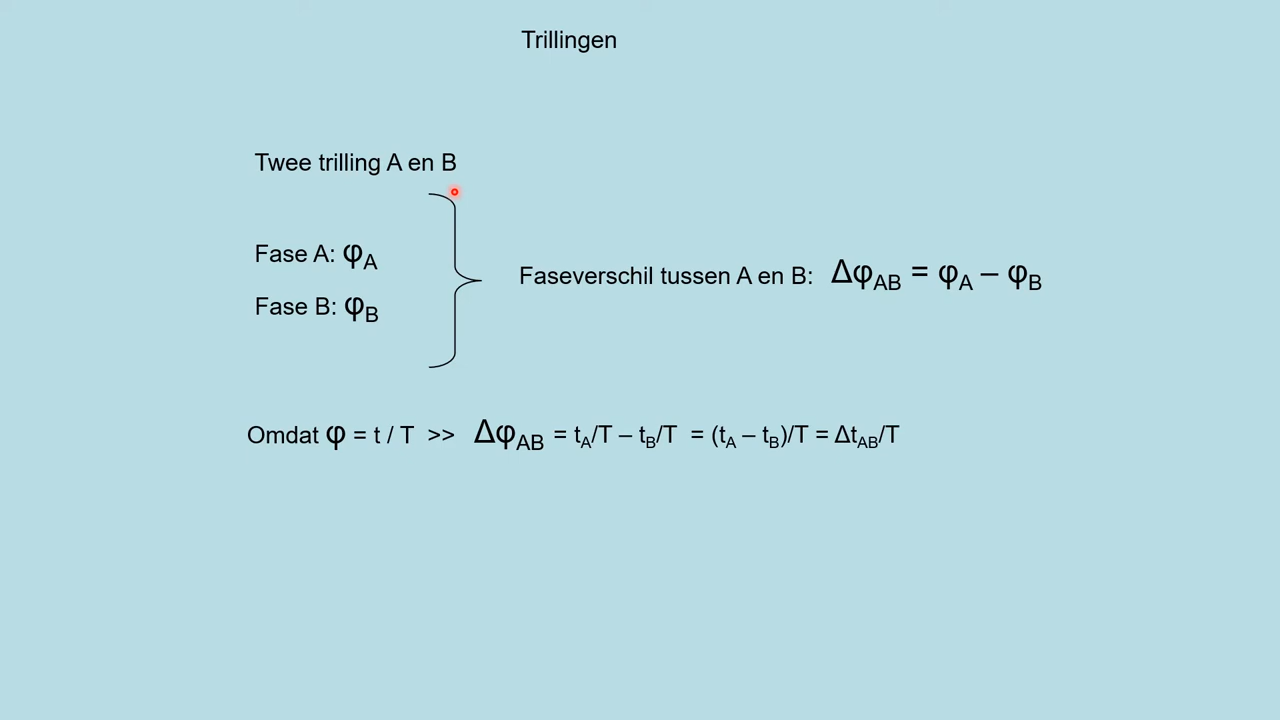 Trillingen
Twee trilling A en B
Fase A: φA
Faseverschil tussen A en B: ΔφAB = φA – φB
Fase B: φB
Omdat φ = t / T >> ΔφAB = tA/T – tB/T = (tA – tB)/T = ΔtAB/T